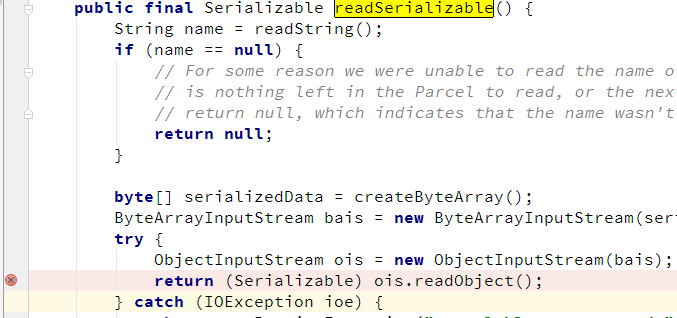 public final Serializable readSerializable() {
String name = readString();
if (name == null) {
// For some reason we were unable to read the name o
// is nothing left in the Parcel to read, or the nex
// return null, which indicates that the name wasn't
return null;
}
byte[] serializedData = createByteArray();
ByteArrayInputStream bais = new ByteArrayInputStream(ser
try {
ObjectInputStream ois = new ObjectInputStream(bais);
return (Serializable) ois.readObject();
} catch (IOException ioe) {